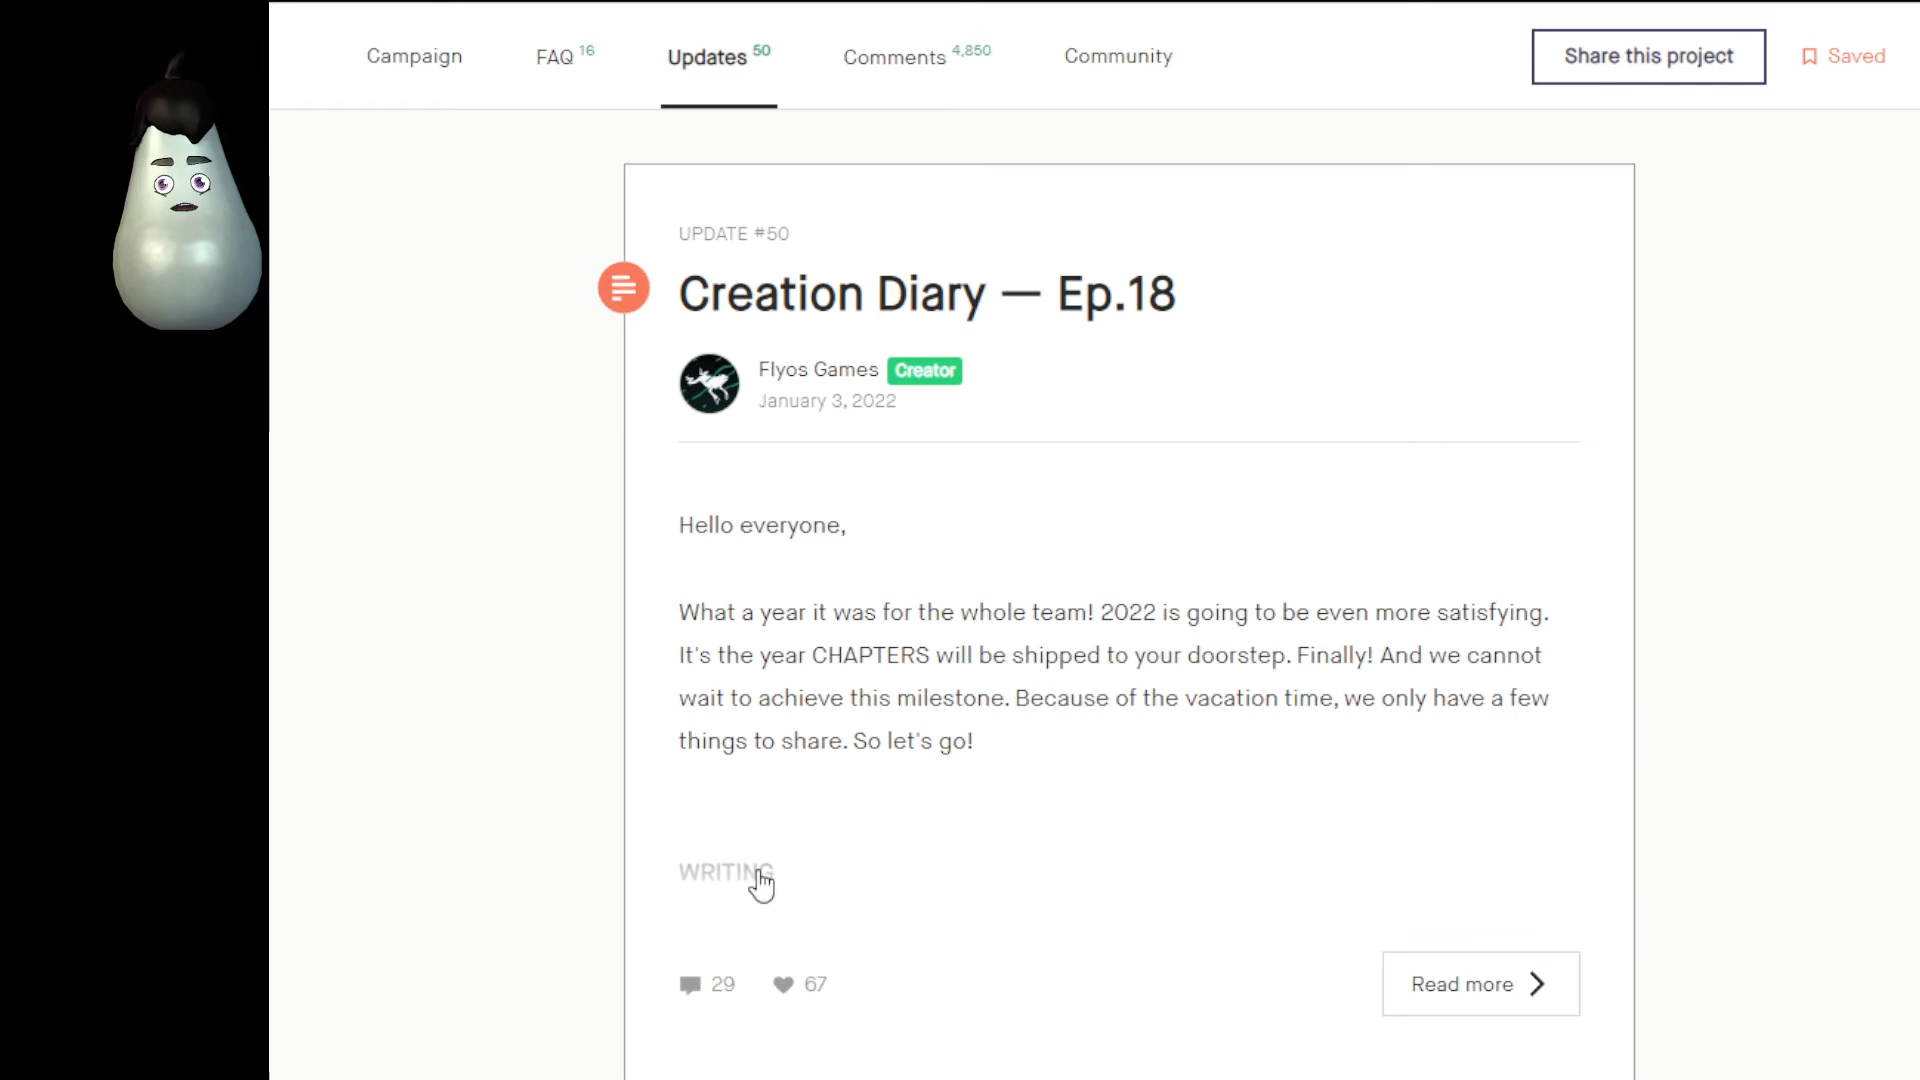 Campaign FAQ 16 Updates 50 Comments 4,850 Community Share this project Saved
UPDATE #50
Creation Diary — Ep.18
Flyos Games Creator
January 3, 2022
Hello everyone,
What a year it was for the whole team! 2022 is going to be even more satisfying.
It's the year CHAPTERS will be shipped to your doorstep. Finally! And we cannot
wait to achieve this milestone. Because of the vacation time, we only have a few
things to share. So let's go!
WRITING
29 67 Read more